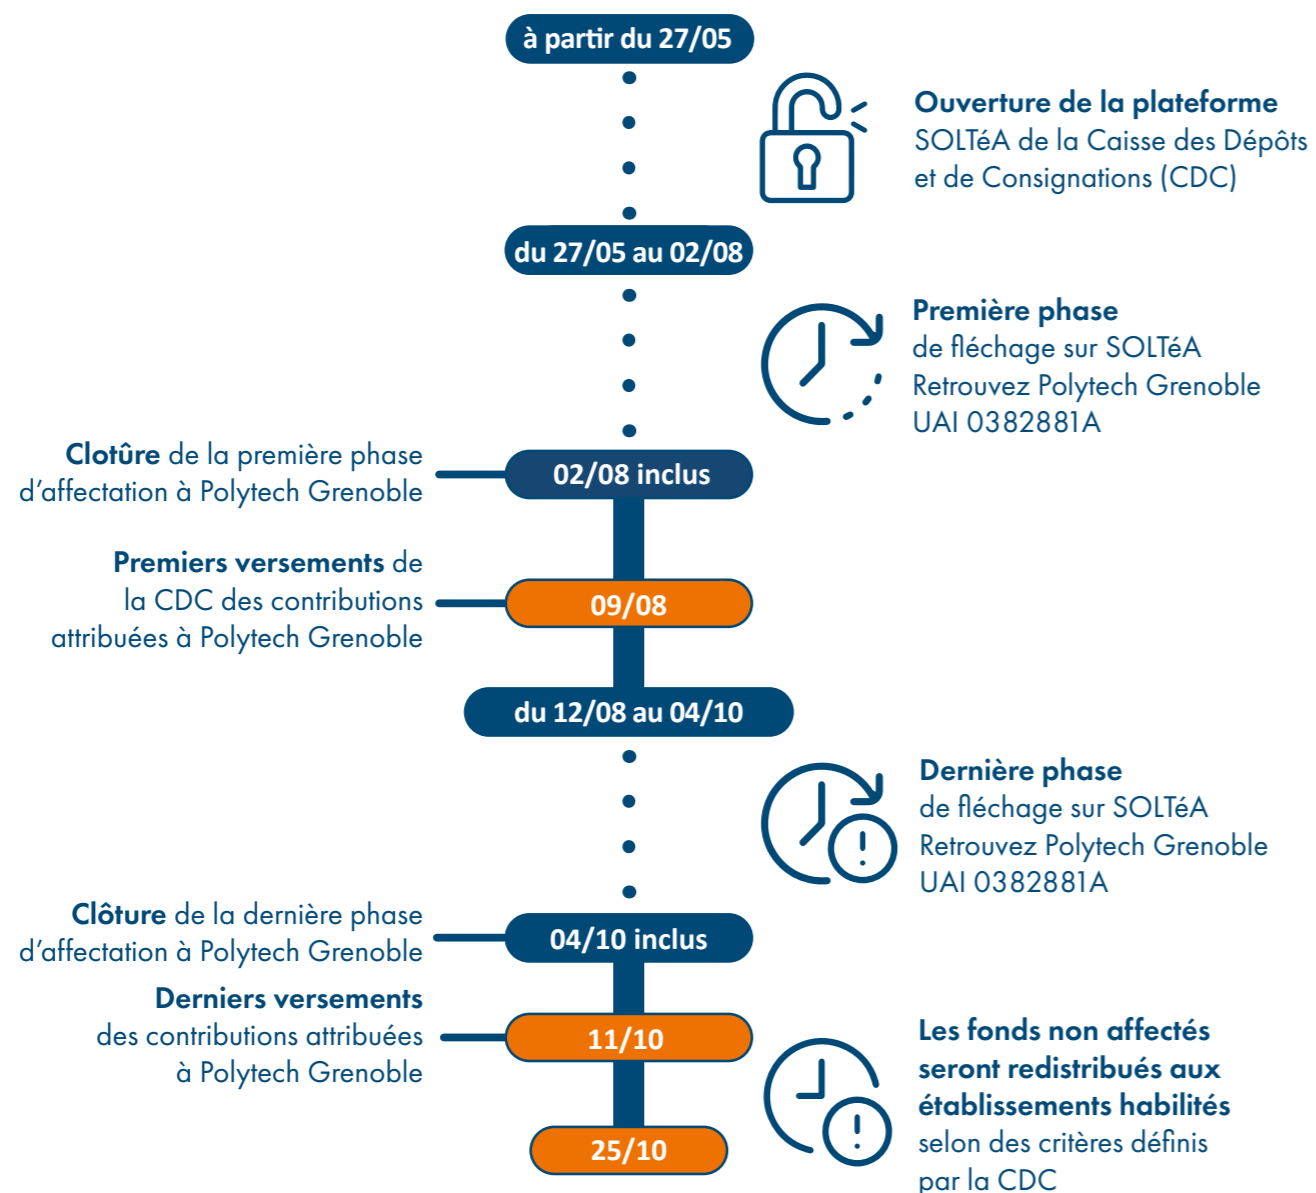 à partir du 27/05
Ouverture de la plateforme
SOLTéA de la Caisse des Dépôts
et de Consignations (CDC)
du 27/05 au 02/08
Première phase
de fléchage sur SOLTéA
Retrouvez Polytech Grenoble
UAI 0382881A
Clotûre de la première phase
d'affectation à Polytech Grenoble
02/08 inclus
Premiers versements de
la CDC des contributions
attribuées à Polytech Grenoble
09/08
du 12/08 au 04/10
Dernière phase
de fléchage sur SOLTéA
Retrouvez Polytech Grenoble
UAI 0382881A
Clôture de la dernière phase
d'affectation à Polytech Grenoble
04/10 inclus
Derniers versements
des contributions attribuées
à Polytech Grenoble
11/10
Les fonds non affectés
seront redistribués aux
établissements habilités
selon des critères définis
par la CDC
25/10